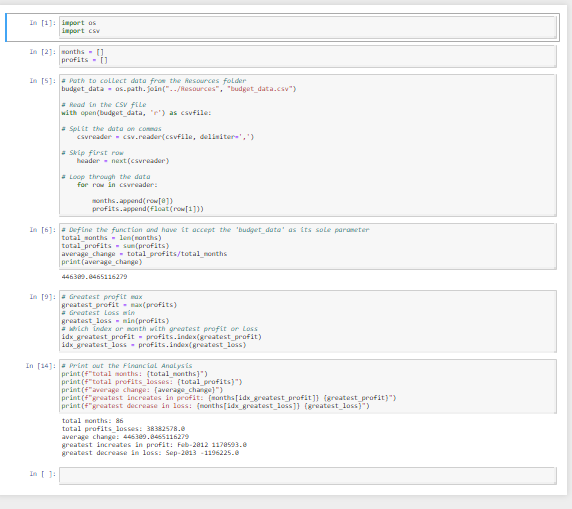 In [1]: import os
import csv
In [2]: months = []
profits = []
In [5]: # Path to collect data from the Resources folder
budget_data = os.path.join("../Resources", "budget_data.csv")
# Read in the CSV file
with open(budget_data, 'r') as csvfile:
# Split the data on commas
csvreader = csv.reader(csvfile, delimiter=',')
# Skip first row
header = next(csvreader)
# Loop through the data
for row in csvreader:
months.append(row[0])
profits.append(float(row[1]))
In [6]: # Define the function and have it accept the 'budget_data' as its sole parameter
total_months = len(months)
total_profits = sum(profits)
average_change = total_profits/total_months
print(average_change)
446309.0465116279
In [9]: # Greatest profit max
greatest_profit = max(profits)
# Greatest Loss min
greatest_loss = min(profits)
# Which index or month with greatest profit or loss
idx_greatest_profit = profits.index(greatest_profit)
idx_greatest_loss = profits.index(greatest_loss)
In [14]: # Print out the Financial Analysis
print(f"total months: {total_months}")
print(f"total profits_losses: {total_profits}")
print(f"average change: {average_change}")
print(f"greatest increates in profit: {months[idx_greatest_profit]} {greatest_profit}")
print(f"greatest decrease in loss: {months[idx_greatest_loss]} {greatest_loss}")
total months: 86
total profits_losses: 38382578.0
average change: 446309.0465116279
greatest increates in profit: Feb-2012 1170593.0
greatest decrease in loss: Sep-2013 -1196225.0
In [ ]: